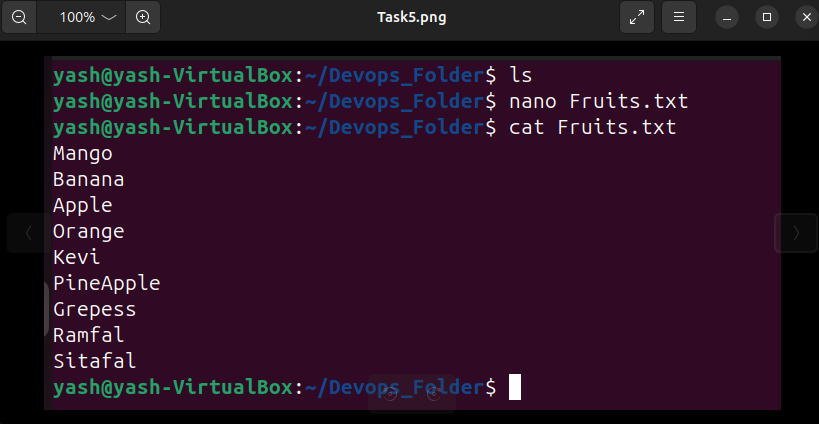 100%
Task5.png
yash@yash-VirtualBox:~/Devops_Folder$ ls
yash@yash-VirtualBox:~/Devops_Folder$ nano Fruits.txt
yash@yash-VirtualBox:~/Devops_Folder$ cat Fruits.txt
Mango
Banana
Apple
Orange
Kevi
PineApple
Grepess
Ramfal
Sitafal
yash@yash-VirtualBox:~/Devops_Folder$